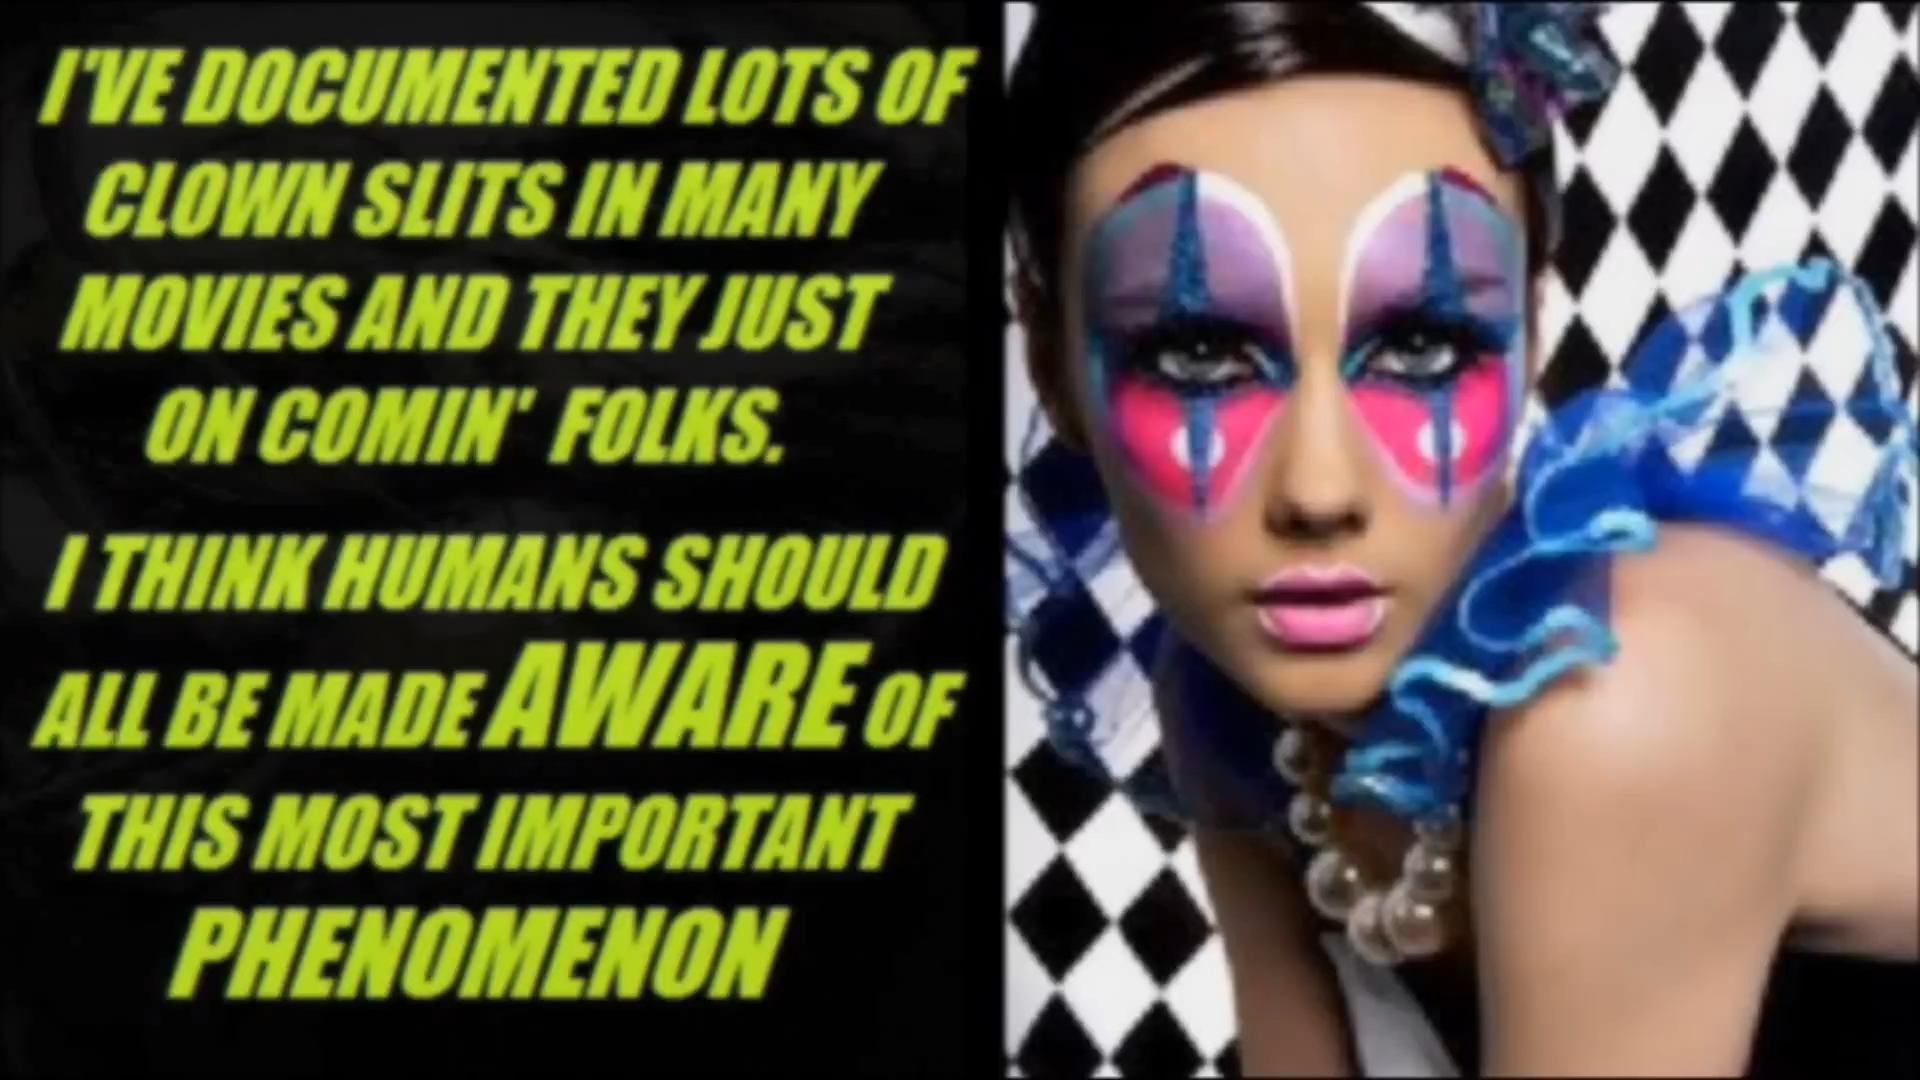 I'VE DOCUMENTED LOTS OF
CLOWN SLITS IN MANY
MOVIES AND THEY JUST
ON COMIN' FOLKS.
I THINK HUMANS SHOULD
ALL BE MADE AWARE OF
THIS MOST IMPORTANT
PHENOMENON